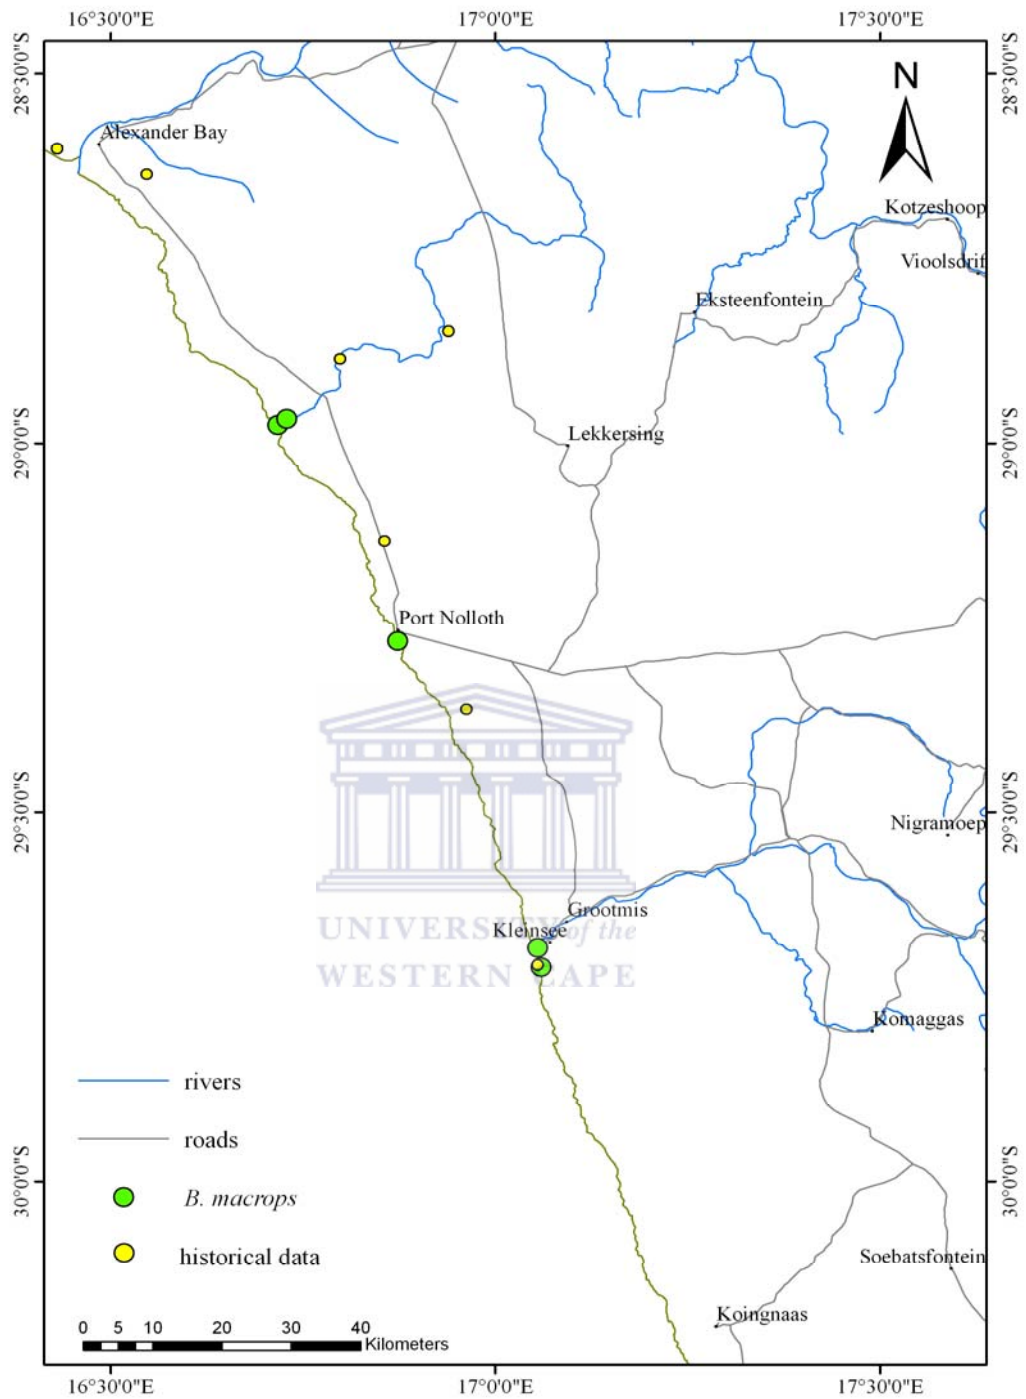 16°30'0"E 17°0'0"E 17°30'0"E
28°30'0"S 28°30'0"S
N
Alexander Bay
Kotzeshoop
Vioolsdrif
Eksteenfontein
Lekkersing
29°0'0"S 29°0'0"S
Port Nolloth
29°30'0"S 29°30'0"S
Nigramoep
Grootmis
Kleinsee
UNIVERSITY of the
WESTERN CAPE
Komaggas
rivers
roads
B. macrops
historical data
30°0'0"S 30°0'0"S
Soebatsfontein
Koingnaas
0 5 10 20 30 40
Kilometers
16°30'0"E 17°0'0"E 17°30'0"E